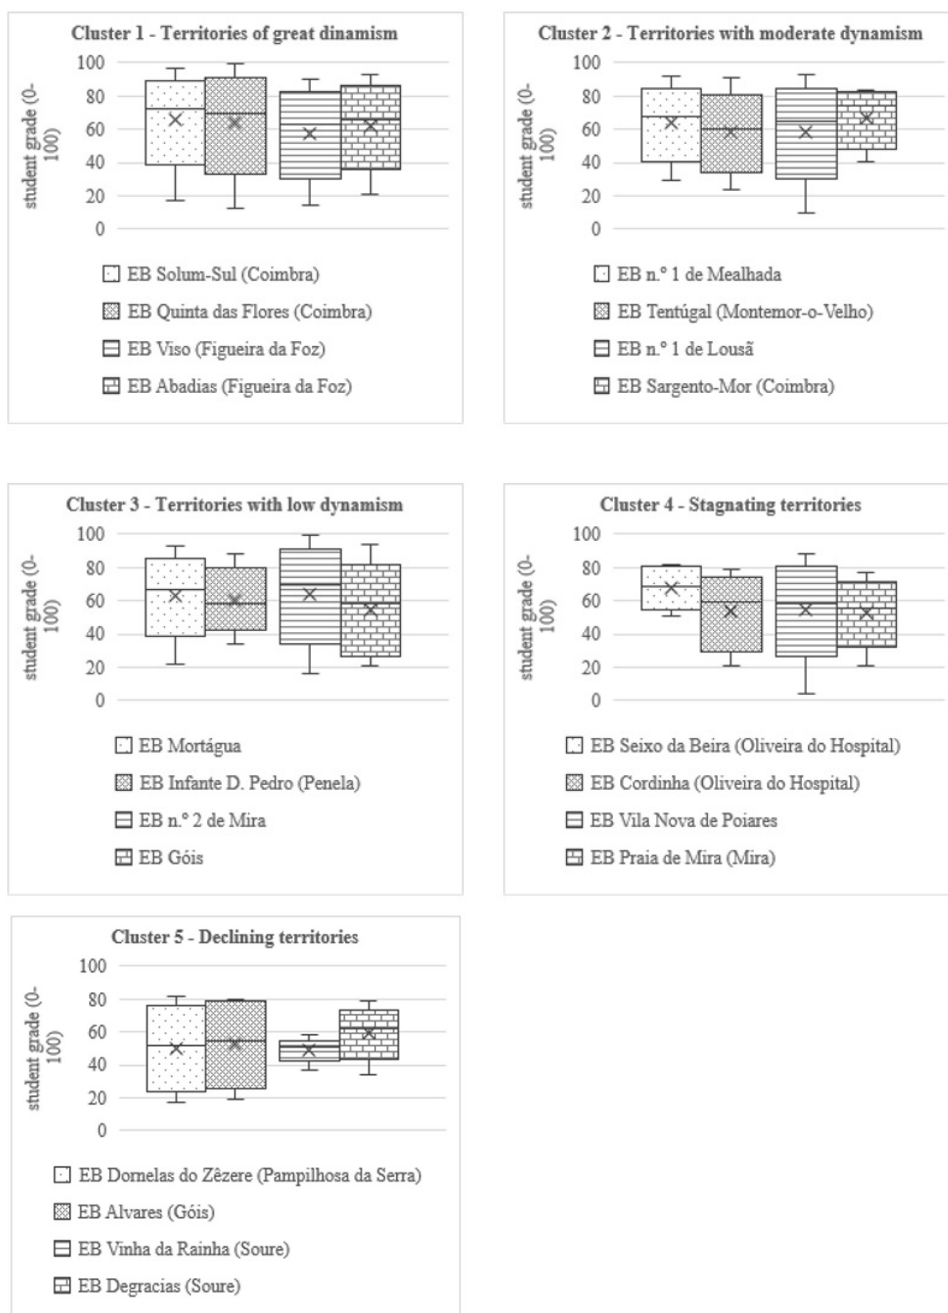 Cluster 1 - Territories of great dinamism
student grade (0-
100)
100
80
60
40
20
0
EB Solum-Sul (Coimbra)
EB Quinta das Flores (Coimbra)
EB Viso (Figueira da Foz)
EB Abadias (Figueira da Foz)
Cluster 2 - Territories with moderate dynamism
student grade (0-
100)
100
80
60
40
20
0
EB n.º 1 de Mealhada
EB Tentúgal (Montemor-o-Velho)
EB n.º 1 de Lousã
EB Sargento-Mor (Coimbra)
Cluster 3 - Territories with low dynamism
student grade (0-
100)
100
80
60
40
20
0
EB Mortágua
EB Infante D. Pedro (Penela)
EB n.º 2 de Mira
EB Góis
Cluster 4 - Stagnating territories
student grade (0-
100)
100
80
60
40
20
0
EB Seixo da Beira (Oliveira do Hospital)
EB Cordinha (Oliveira do Hospital)
EB Vila Nova de Poiares
EB Praia de Mira (Mira)
Cluster 5 - Declining territories
student grade (0-
100)
100
80
60
40
20
0
EB Dornelas do Zêzere (Pampilhosa da Serra)
EB Alvares (Góis)
EB Vinha da Rainha (Soure)
EB Degracias (Soure)